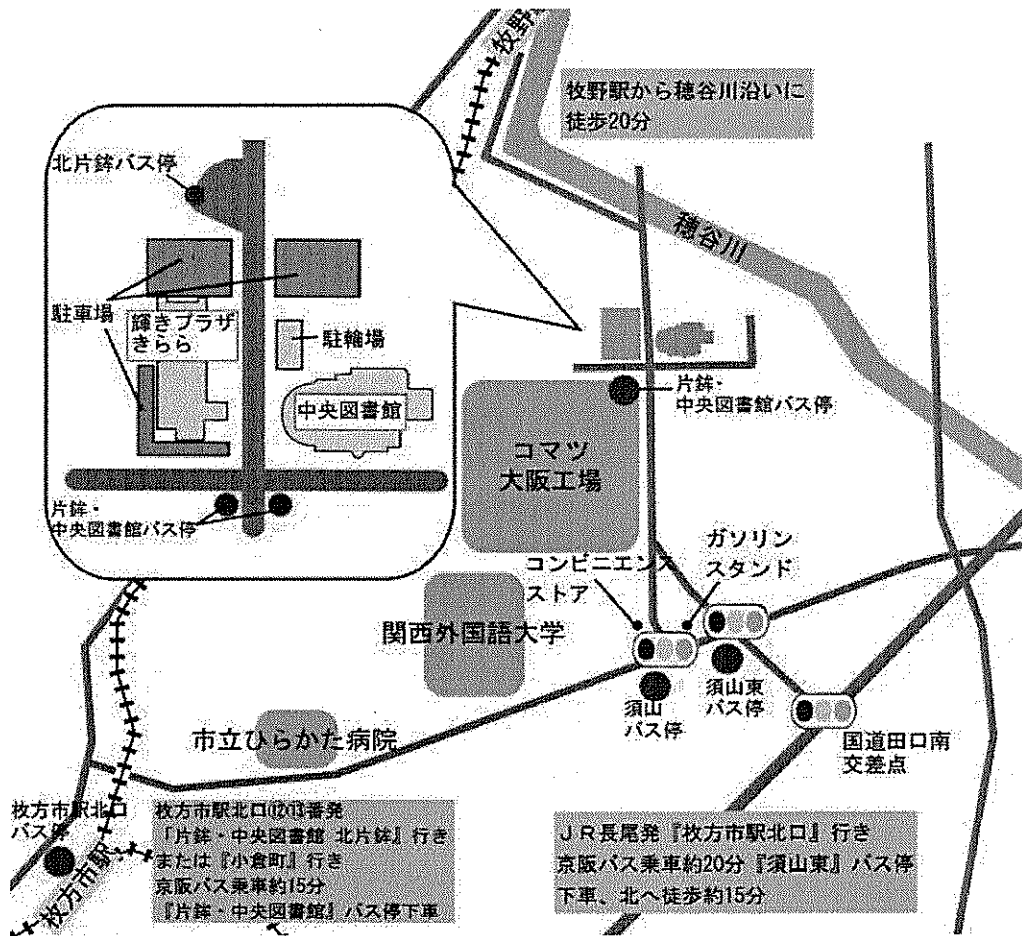 牧野
牧野駅から穂谷川沿いに
徒歩20分
北片鉾バス停
穂谷川
駐車場
輝きプラザ
きらら
駐輪場
中央図書館
片鉾・
中央図書館バス停
片鉾・
中央図書館バス停
コマツ
大阪工場
コンビニエンス
ストア
ガソリン
スタンド
関西外国語大学
須山
バス停
須山東
バス停
国道田口南
交差点
市立ひらかた病院
枚方市駅北口
バス停
枚方市駅
枚方市駅北口⑫⑬番発
「片鉾・中央図書館 北片鉾』行き
または『小倉町』行き
京阪バス乗車約15分
『片鉾・中央図書館』バス停下車
ＪＲ長尾発『枚方市駅北口』行き
京阪バス乗車約20分『須山東』バス停
下車、北へ徒歩約15分